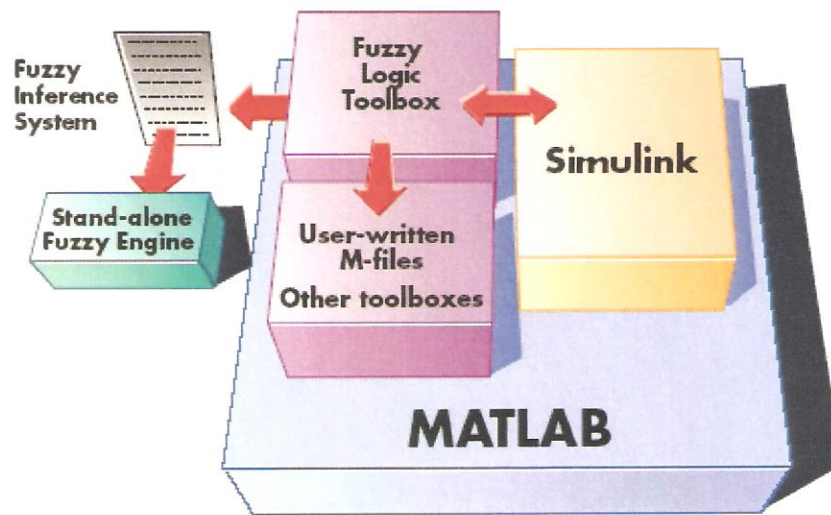 Fuzzy
Inference
System
Fuzzy
Logic
Toolbox
Simulink
Stand-alone
Fuzzy Engine
User-written
M-files
Other toolboxes
MATLAB